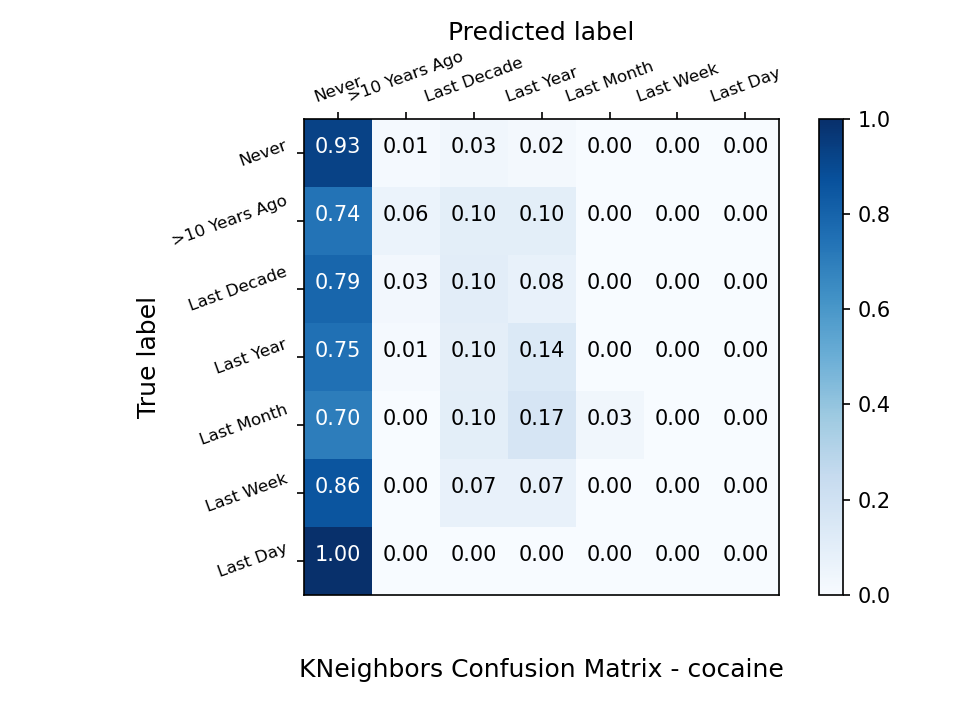 Predicted label
Never >10 Years Ago Last Decade Last Year Last Month Last Week Last Day
True label
Never 0.93 0.01 0.03 0.02 0.00 0.00 0.00
>10 Years Ago 0.74 0.06 0.10 0.10 0.00 0.00 0.00
Last Decade 0.79 0.03 0.10 0.08 0.00 0.00 0.00
Last Year 0.75 0.01 0.10 0.14 0.00 0.00 0.00
Last Month 0.70 0.00 0.10 0.17 0.03 0.00 0.00
Last Week 0.86 0.00 0.07 0.07 0.00 0.00 0.00
Last Day 1.00 0.00 0.00 0.00 0.00 0.00 0.00
1.0
0.8
0.6
0.4
0.2
0.0
KNeighbors Confusion Matrix - cocaine